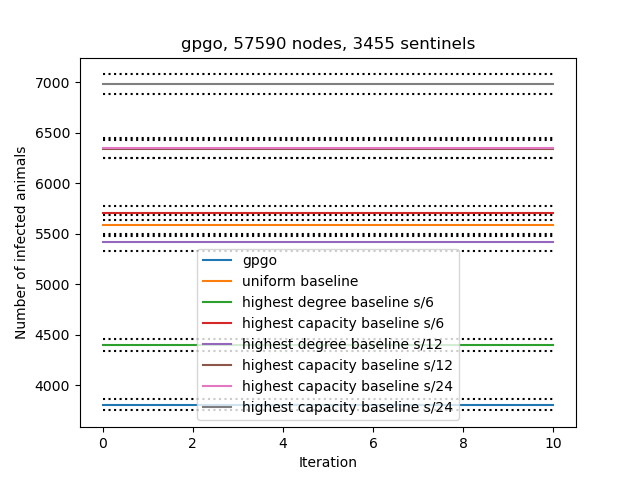 gpgo, 57590 nodes, 3455 sentinels
7000
6500
6000
5500
5000
4500
4000
Number of infected animals
gpgo
uniform baseline
highest degree baseline s/6
highest capacity baseline s/6
highest degree baseline s/12
highest capacity baseline s/12
highest capacity baseline s/24
highest capacity baseline s/24
0 2 4 6 8 10
Iteration